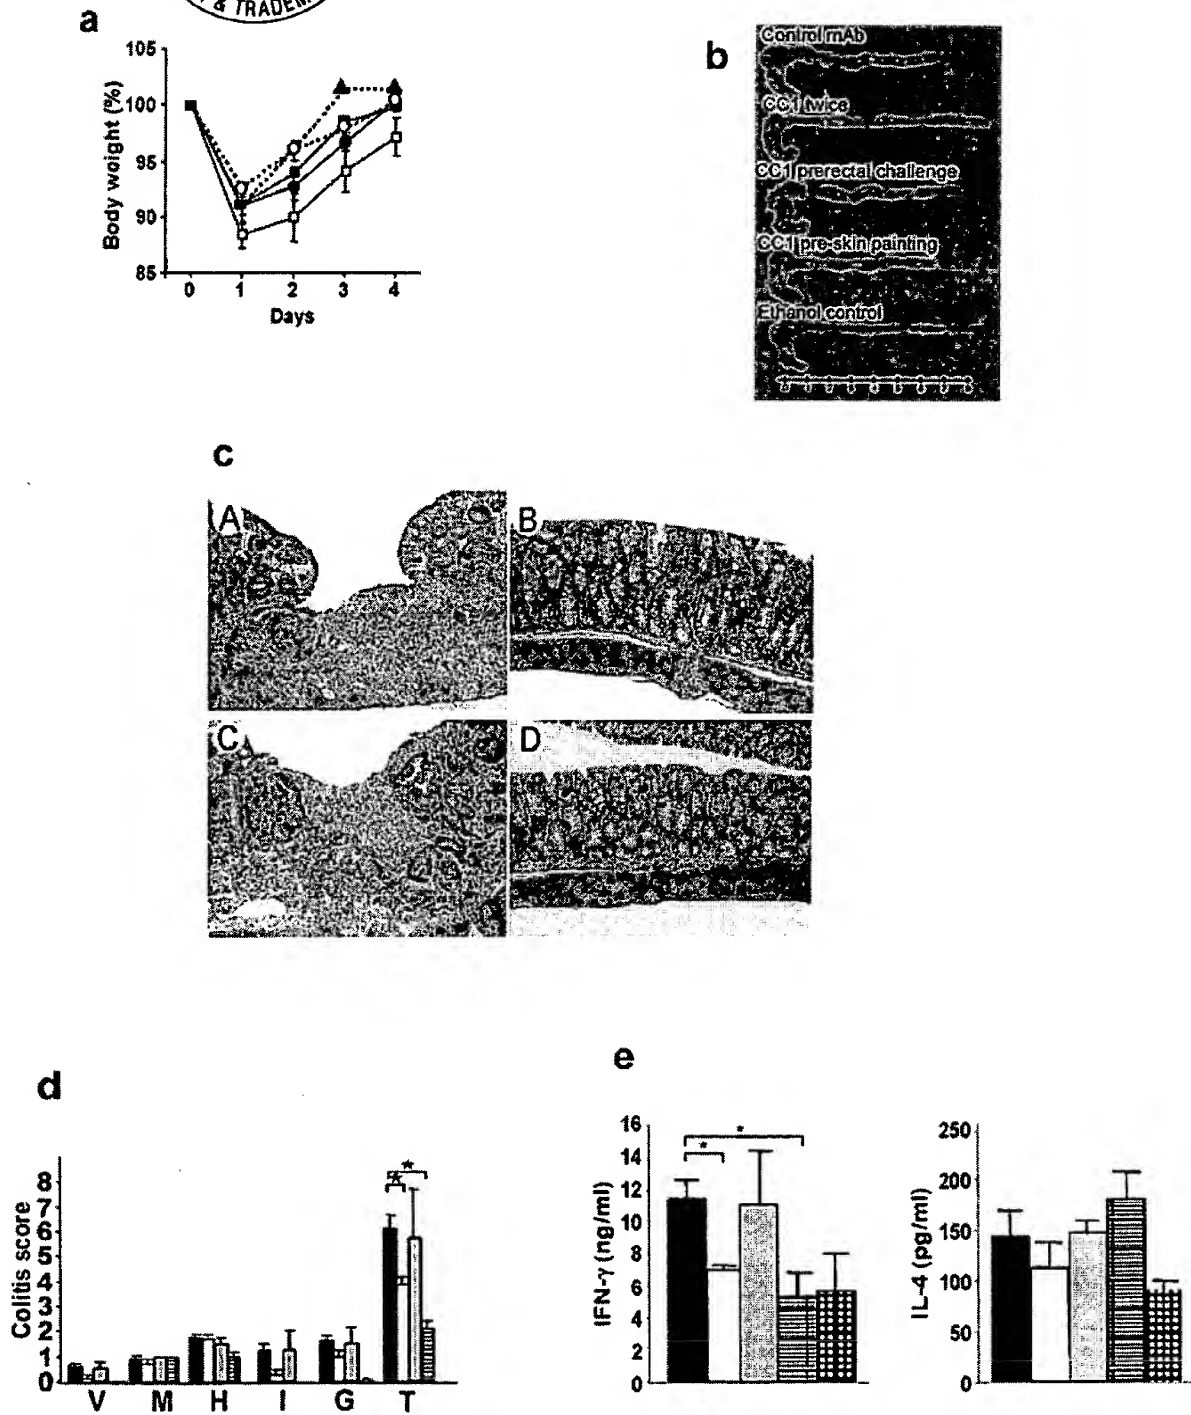 & TRADEM
a
105
100
95
90
85
Body weight (%)
0 1 2 3 4
Days
b
Control mAb
CC1 twice
CC1 prerectal challenge
CC1 pre-skin painting
Ethanol control
c
A B
C D
d
8
7
6
5
4
3
2
1
0
Colitis score
V M H I G T
e
16
14
12
10
8
6
4
2
0
IFN-γ (ng/ml)
* *
250
200
150
100
50
0
IL-4 (pg/ml)